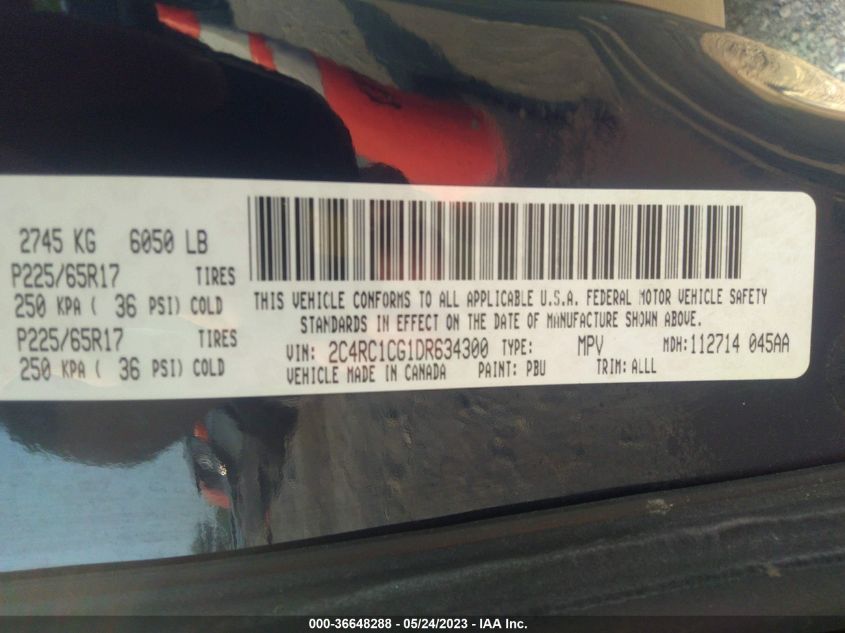 2745 KG 6050 LB
P225/65R17 TIRES
250 KPA ( 36 PSI) COLD
P225/65R17 TIRES
250 KPA ( 36 PSI) COLD
THIS VEHICLE CONFORMS TO ALL APPLICABLE U.S.A. FEDERAL MOTOR VEHICLE SAFETY
STANDARDS IN EFFECT ON THE DATE OF MANUFACTURE SHOWN ABOVE.
VIN: 2C4RC1CG1DR634300 TYPE: MPV MDH: 112714 045AA
VEHICLE MADE IN CANADA PAINT: PBU TRIM: ALLL
000-36648288 - 05/24/2023 - IAA Inc.